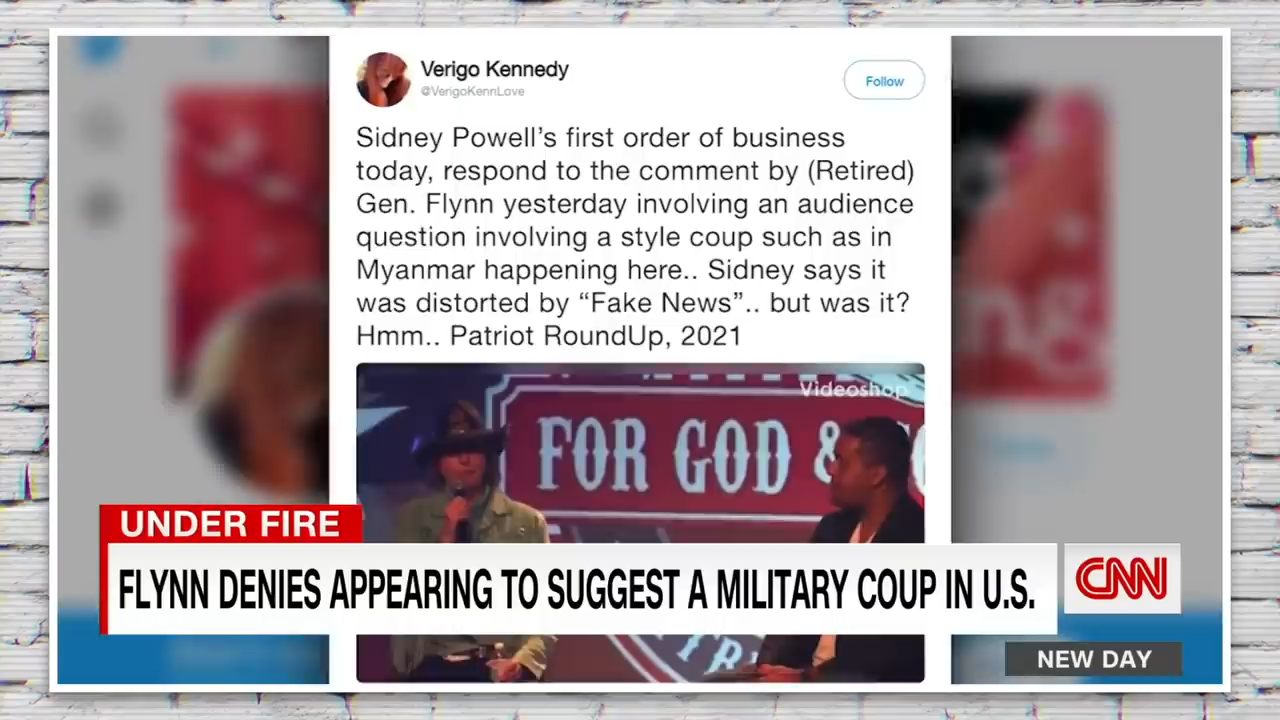 Verigo Kennedy
@VerigoKennLove
Follow
Sidney Powell’s first order of business
today, respond to the comment by (Retired)
Gen. Flynn yesterday involving an audience
question involving a style coup such as in
Myanmar happening here.. Sidney says it
was distorted by “Fake News”.. but was it?
Hmm.. Patriot RoundUp, 2021
Videoshop
FOR GOD &
UNDER FIRE
FLYNN DENIES APPEARING TO SUGGEST A MILITARY COUP IN U.S.
CNN
NEW DAY